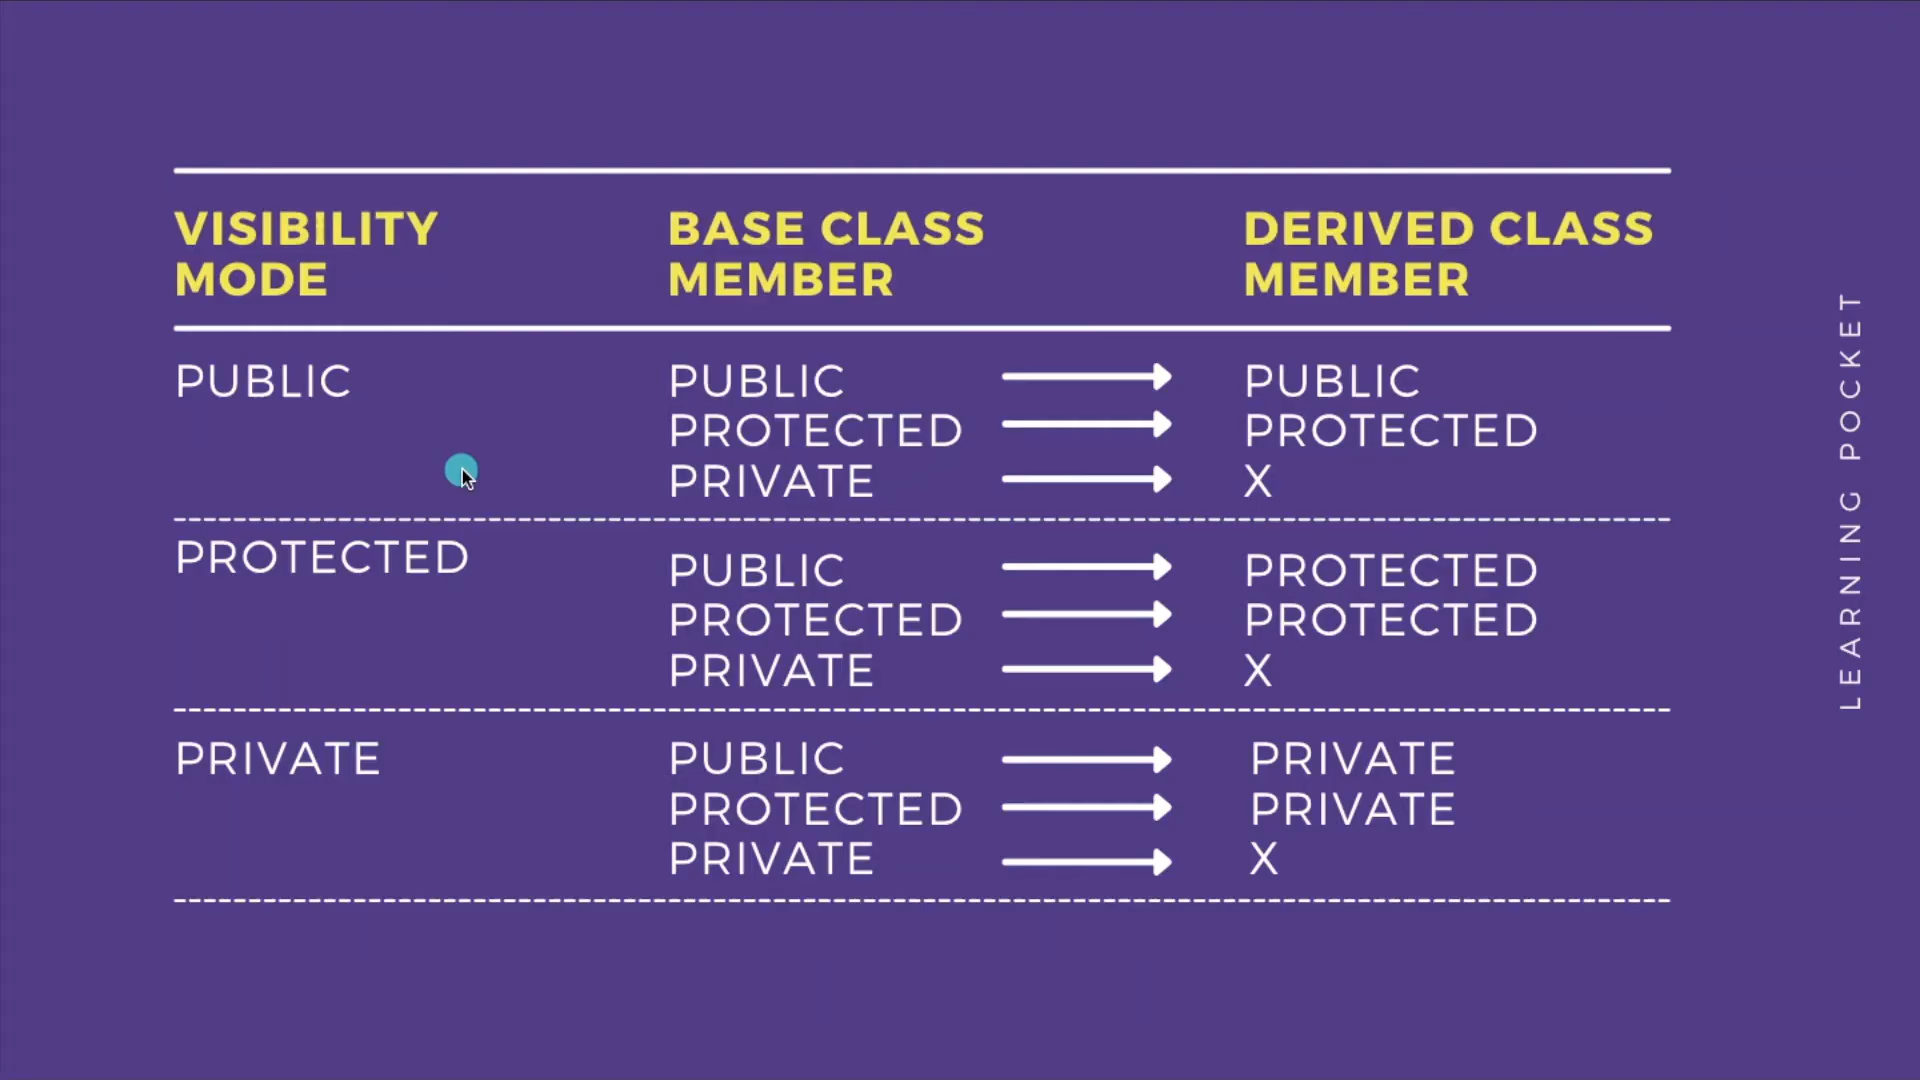 VISIBILITY MODE
BASE CLASS MEMBER
DERIVED CLASS MEMBER
PUBLIC
PUBLIC PUBLIC
PROTECTED PROTECTED
PRIVATE X
PROTECTED
PUBLIC PROTECTED
PROTECTED PROTECTED
PRIVATE X
PRIVATE
PUBLIC PRIVATE
PROTECTED PRIVATE
PRIVATE X
LEARNING POCKET